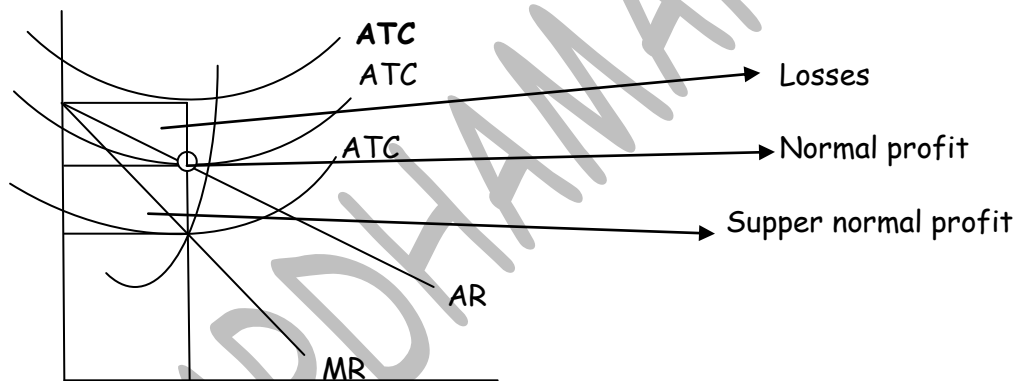 ATC
ATC
Losses
ATC
Normal profit
Supper normal profit
AR
MR